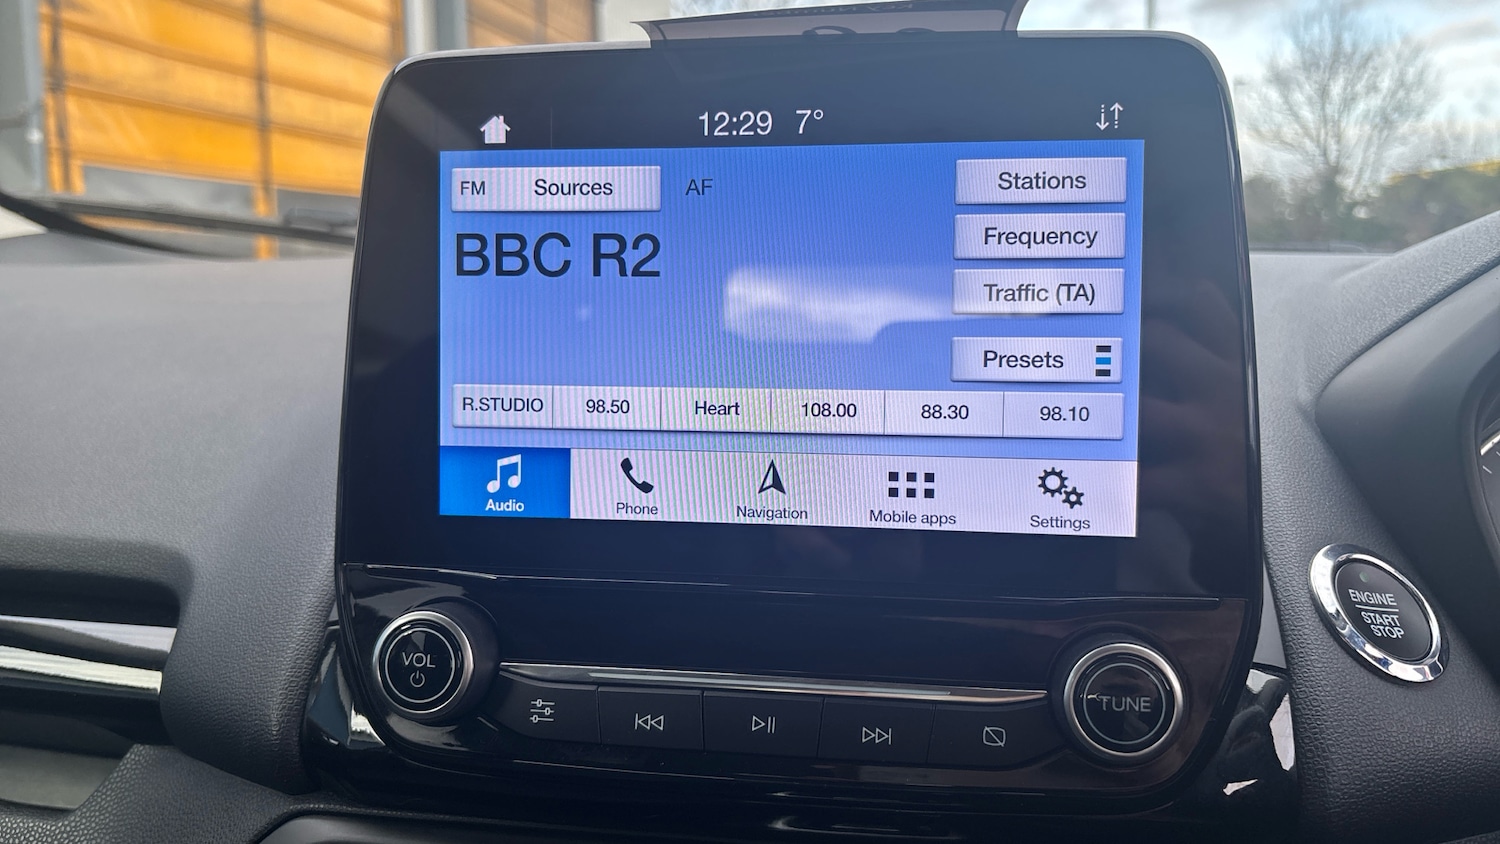 12:29 7°
FM Sources AF
Stations
BBC R2
Frequency
Traffic (TA)
Presets
R.STUDIO 98.50 Heart 108.00 88.30 98.10
Audio Phone Navigation Mobile apps Settings
ENGINE
START
STOP
VOL
TUNE